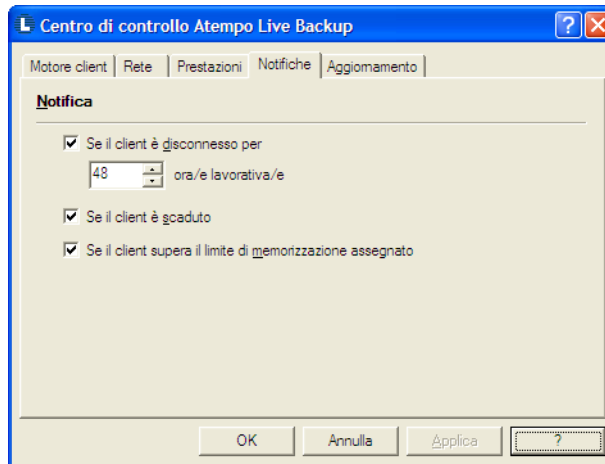 L Centro di controllo Atempo Live Backup ? X
Motore client Rete Prestazioni Notifiche Aggiornamento
Notifica
Se il client è disconnesso per
48 ora/e lavorativa/e
Se il client è scaduto
Se il client supera il limite di memorizzazione assegnato
OK Annulla Applica ?